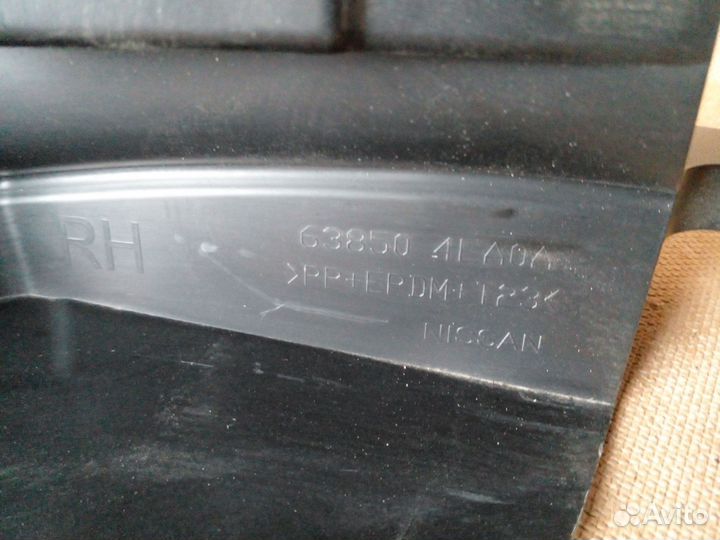 RH
63850 4EA0A
>PP+EPDM+T23<
NISSAN
Avito